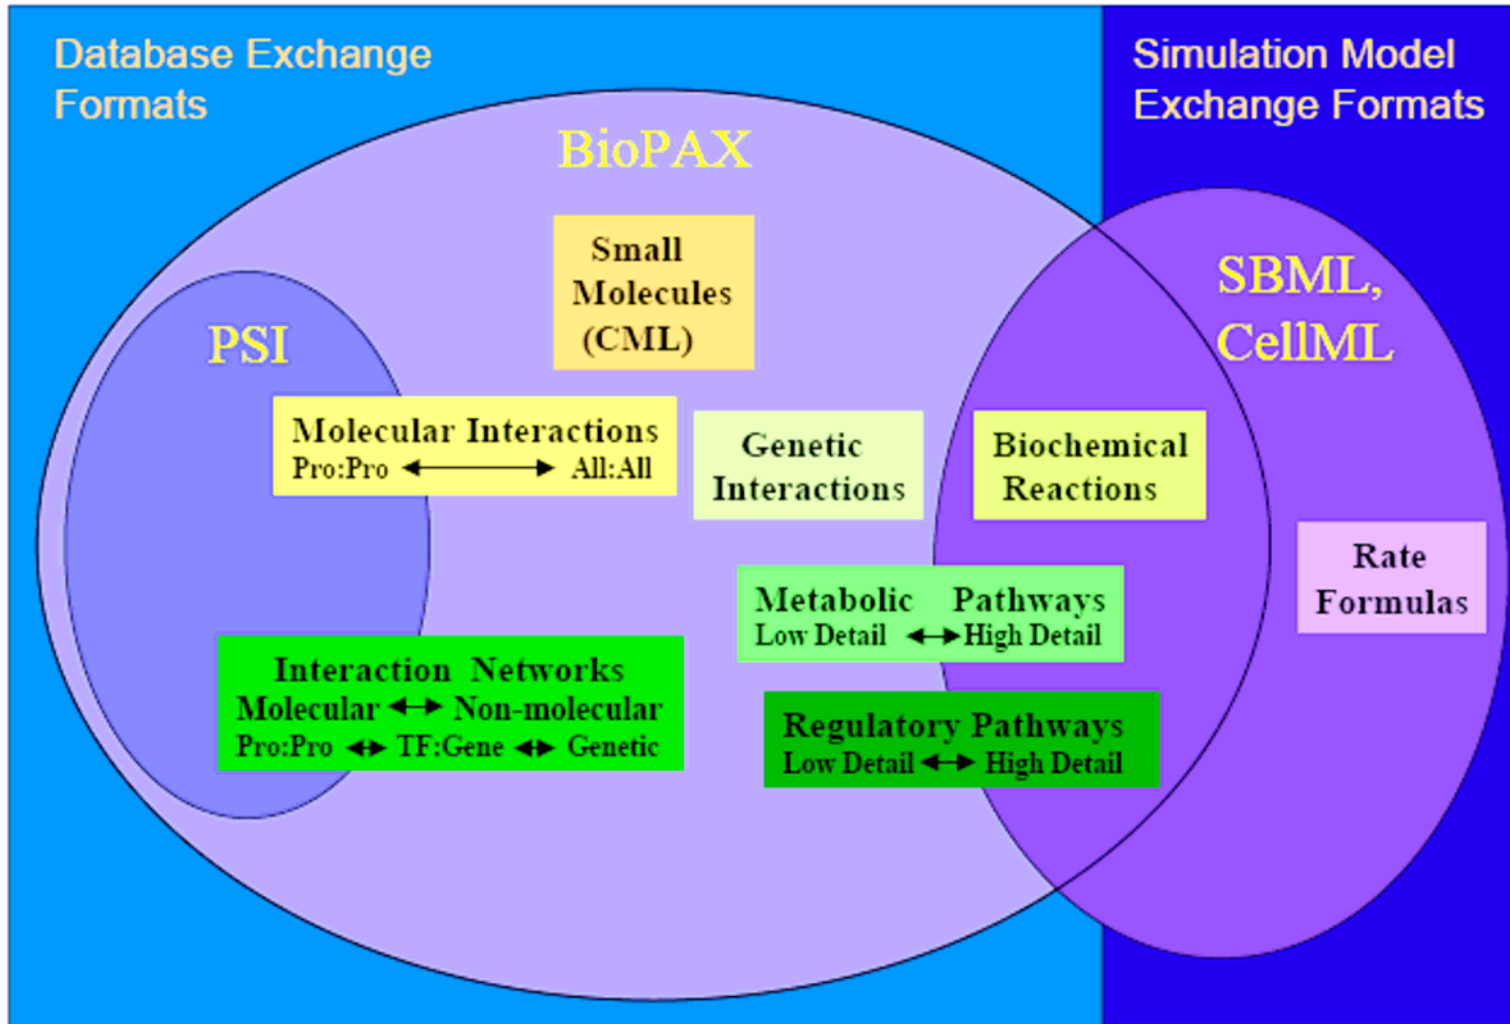 Database Exchange
Formats
Simulation Model
Exchange Formats
BioPAX
Small
Molecules
(CML)
SBML,
CellML
PSI
Molecular Interactions
Pro:Pro All:All
Genetic
Interactions
Biochemical
Reactions
Rate
Formulas
Metabolic Pathways
Low Detail High Detail
Interaction Networks
Molecular Non-molecular
Pro:Pro TF:Gene Genetic
Regulatory Pathways
Low Detail High Detail